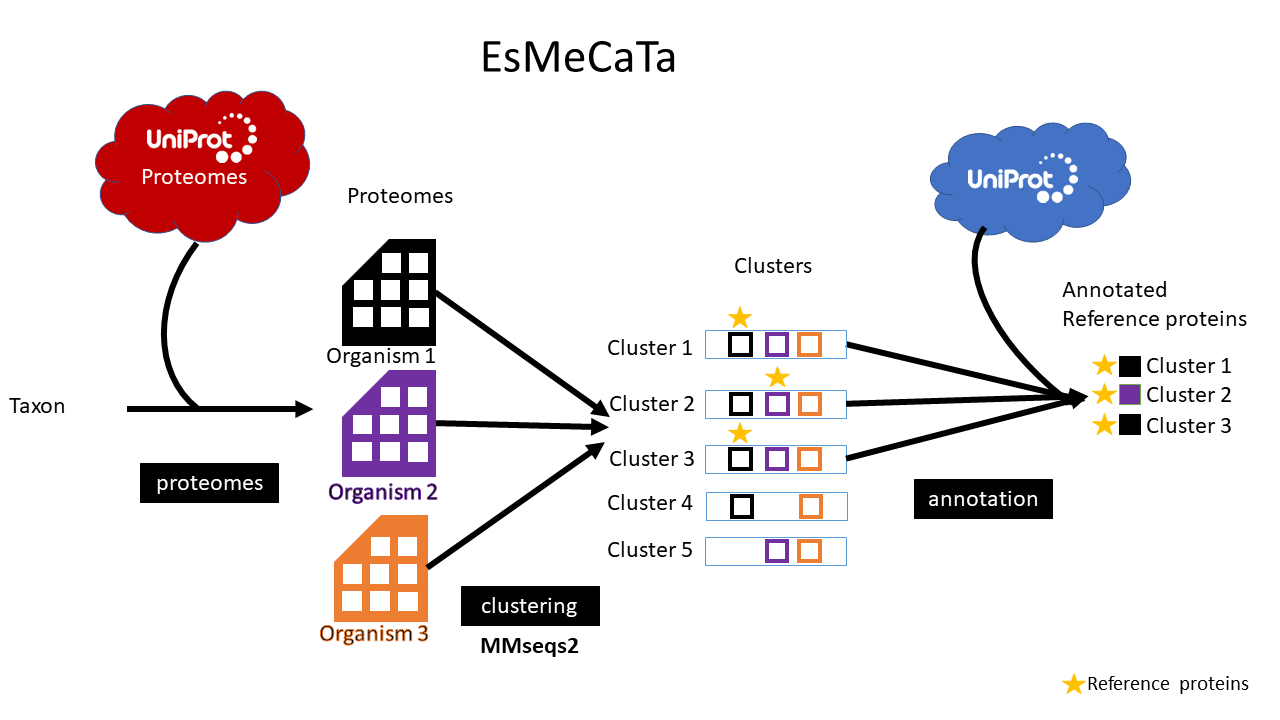 EsMeCaTa
UniProt
Proteomes
Taxon
proteomes
Proteomes
Organism 1
Organism 2
Organism 3
clustering
MMseqs2
Clusters
Cluster 1
Cluster 2
Cluster 3
Cluster 4
Cluster 5
UniProt
annotation
Annotated
Reference proteins
Cluster 1
Cluster 2
Cluster 3
Reference proteins